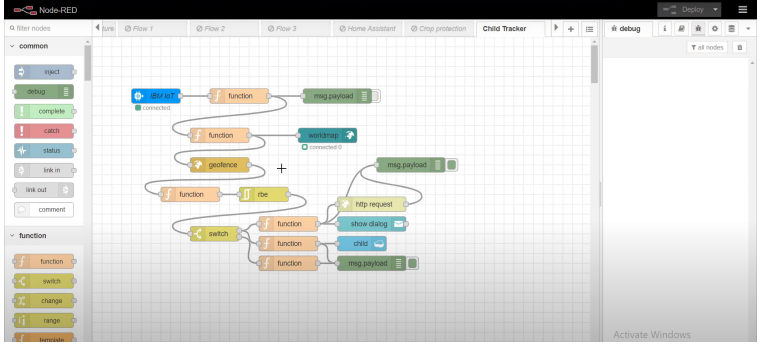 Node-RED
Deploy
filter nodes
Flow 1
Flow 2
Flow 3
Home Assistant
Crop protection
Child Tracker
debug
i
all nodes
common
inject
debug
complete
catch
status
link in
link out
comment
function
function
switch
change
range
template
IBM IoT
connected
function
msg.payload
function
worldmap
connected 0
geofence
msg.payload
function
rbe
http request
switch
function
show dialog
function
child
function
msg.payload
Activate Windows